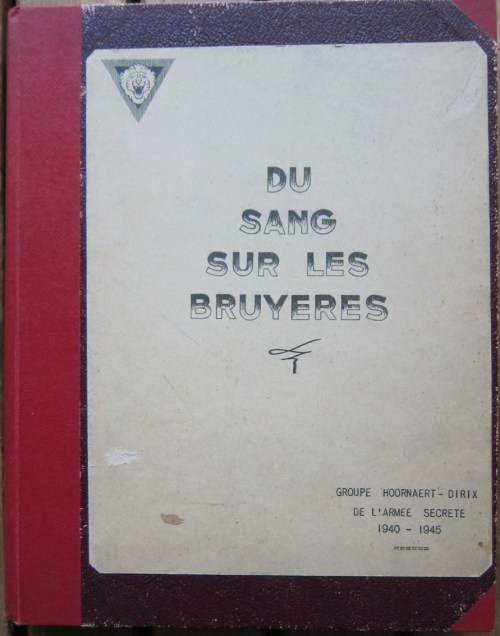 DU
SANG
SUR LES
BRUYERES
GROUPE HOORNAERT - DIRIX
DE L'ARMEE SECRETE
1940 - 1945